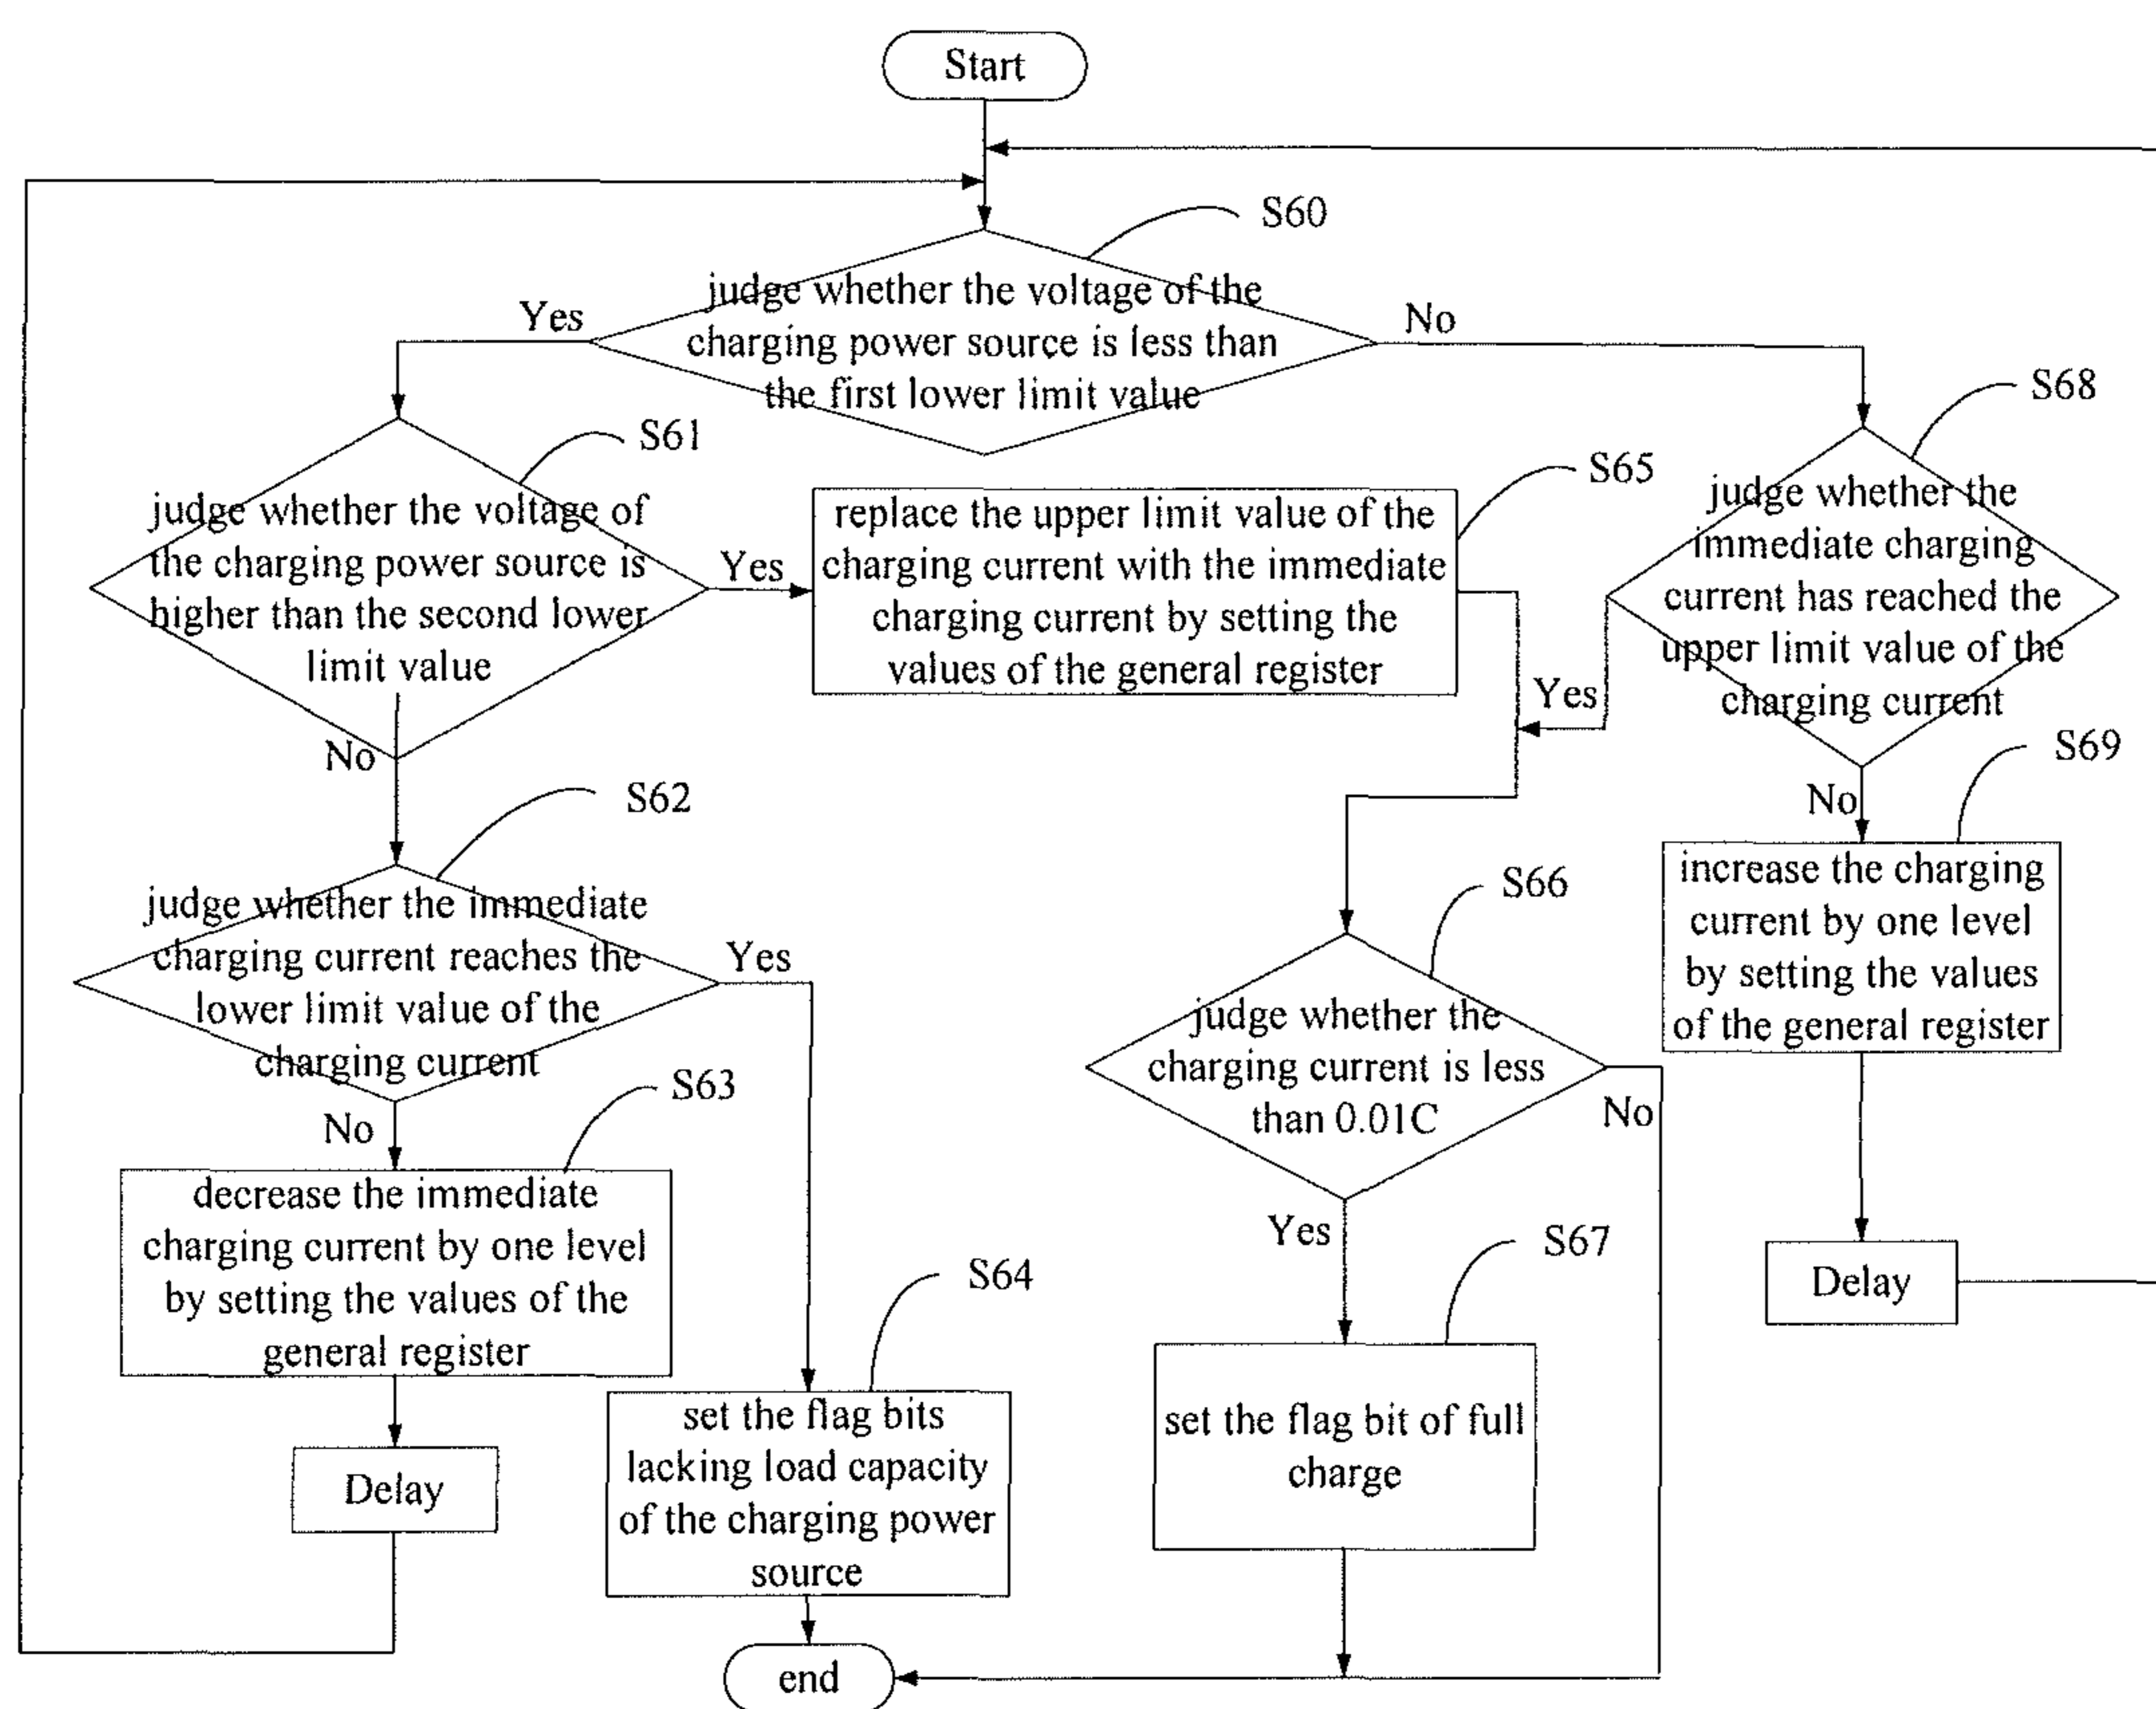 Start
S60
judge whether the voltage of the
charging power source is less than
the first lower limit value
Yes
No
S61
judge whether the voltage of
the charging power source is
higher than the second lower
limit value
Yes
No
S65
replace the upper limit value of the
charging current with the immediate
charging current by setting the
values of the general register
S68
judge whether the
immediate charging
current has reached the
upper limit value of the
charging current
Yes
No
S69
increase the charging
current by one level
by setting the values
of the general register
Delay
S62
judge whether the immediate
charging current reaches the
lower limit value of the
charging current
Yes
No
S63
decrease the immediate
charging current by one level
by setting the values of the
general register
Delay
S64
set the flag bits
lacking load capacity
of the charging power
source
S66
judge whether the
charging current is less
than 0.01C
No
Yes
S67
set the flag bit of full
charge
end